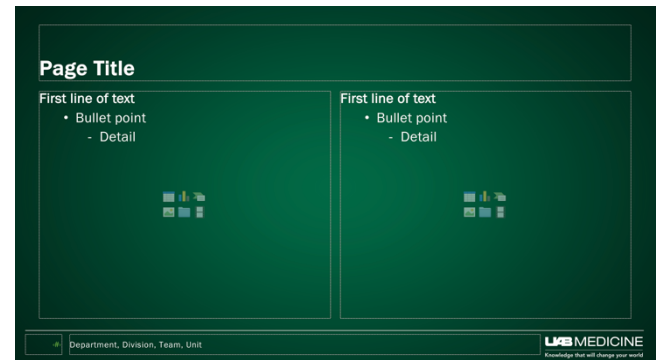 Page Title
First line of text
• Bullet point
- Detail
First line of text
• Bullet point
- Detail
‹#›
Department, Division, Team, Unit
UAB MEDICINE
Knowledge that will change your world